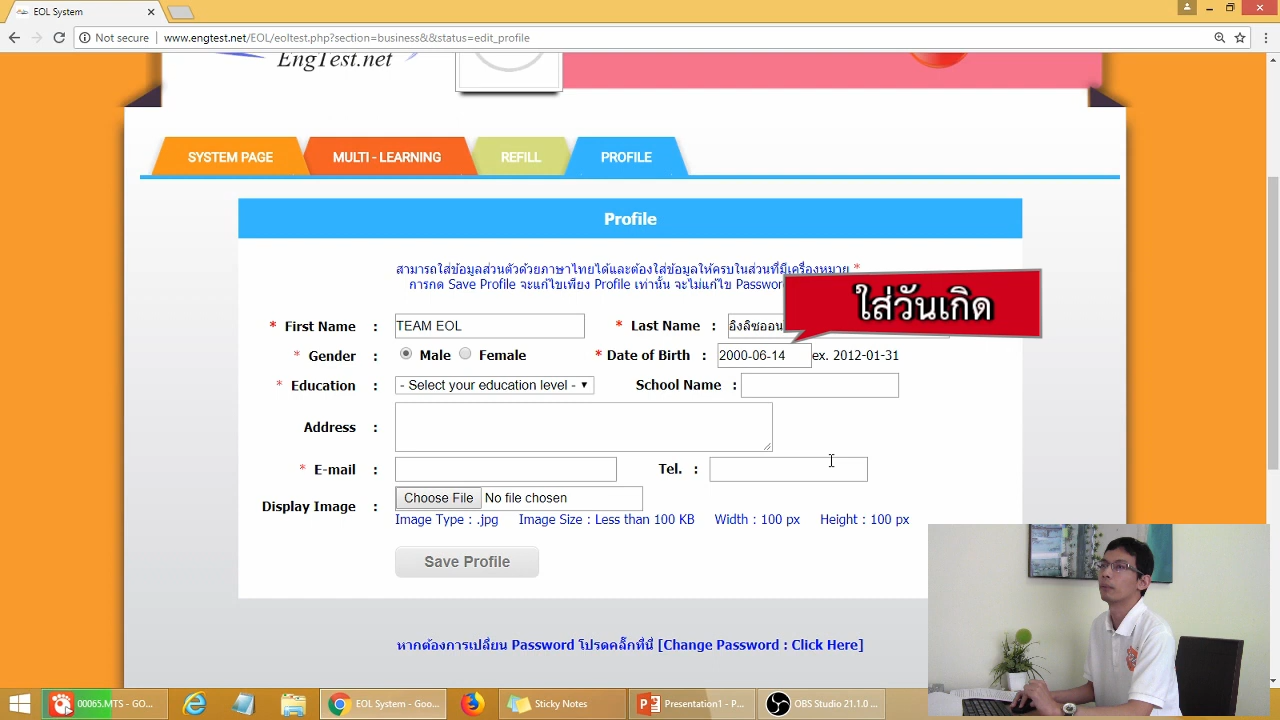 EOL System
Not secure
www.engtest.net/EOL/eoltest.php?section=business&&status=edit_profile
EngTest.net
SYSTEM PAGE
MULTI - LEARNING
REFILL
PROFILE
Profile
สามารถใส่ข้อมูลส่วนตัวด้วยภาษาไทยได้และต้องใส่ข้อมูลให้ครบในส่วนที่มีเครื่องหมาย *
การกด Save Profile จะแก้ไขเพียง Profile เท่านั้น จะไม่แก้ไข Passwor
ใส่วันเกิด
* First Name : TEAM EOL * Last Name : อิงลิชออน
* Gender : Male Female * Date of Birth : 2000-06-14 ex. 2012-01-31
* Education : - Select your education level - School Name :
Address :
* E-mail : Tel. :
Display Image : Choose File No file chosen
Image Type : .jpg Image Size : Less than 100 KB Width : 100 px Height : 100 px
Save Profile
หากต้องการเปลี่ยน Password โปรดคลิ๊กที่นี่ [Change Password : Click Here]
00065.MTS - GO...
EOL System - Goo...
Sticky Notes
Presentation1 - P...
OBS Studio 21.1.0 ...